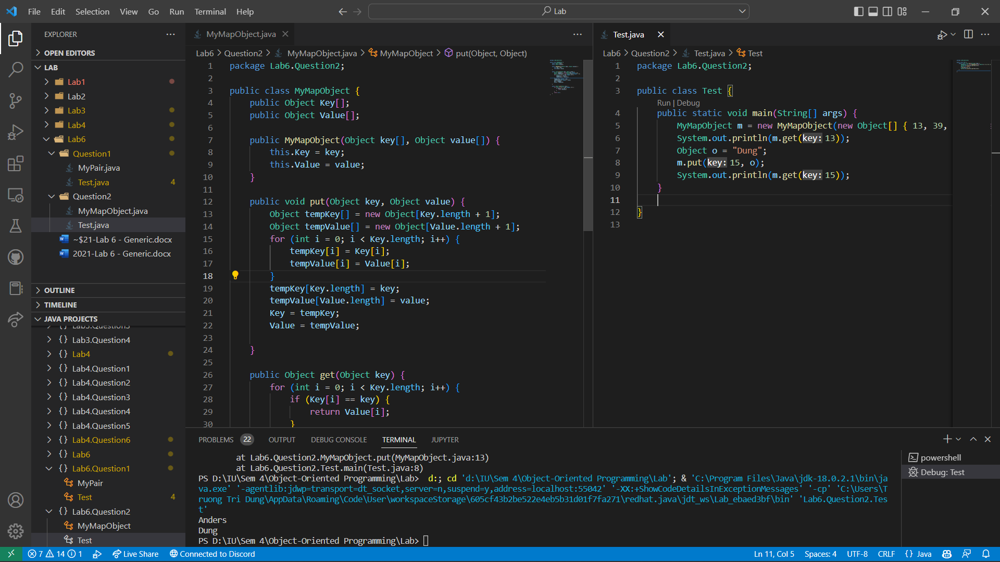 File Edit Selection View Go Run Terminal Help
Lab
EXPLORER
OPEN EDITORS
LAB
Lab1
Lab2
Lab3
Lab4
Lab6
Question1
MyPair.java
Test.java 4
Question2
MyMapObject.java
Test.java
~$21-Lab 6 - Generic.docx
2021-Lab 6 - Generic.docx
OUTLINE
TIMELINE
JAVA PROJECTS
{} Lab3.Question3
{} Lab3.Question4
{} Lab4
{} Lab4.Question1
{} Lab4.Question2
{} Lab4.Question3
{} Lab4.Question4
{} Lab4.Question5
{} Lab4.Question6
{} Lab6
{} Lab6.Question1
MyPair
Test 4
{} Lab6.Question2
MyMapObject
Test
MyMapObject.java
Lab6 > Question2 > MyMapObject.java > MyMapObject > put(Object, Object)
1 package Lab6.Question2;
2
3 public class MyMapObject {
4 public Object Key[];
5 public Object Value[];
6
7 public MyMapObject(Object key[], Object value[]) {
8 this.Key = key;
9 this.Value = value;
10 }
11
12 public void put(Object key, Object value) {
13 Object tempKey[] = new Object[Key.length + 1];
14 Object tempValue[] = new Object[Value.length + 1];
15 for (int i = 0; i < Key.length; i++) {
16 tempKey[i] = Key[i];
17 tempValue[i] = Value[i];
18 }
19 tempKey[Key.length] = key;
20 tempValue[Value.length] = value;
21 Key = tempKey;
22 Value = tempValue;
23
24 }
25
26 public Object get(Object key) {
27 for (int i = 0; i < Key.length; i++) {
28 if (Key[i] == key) {
29 return Value[i];
30 }
Test.java
Lab6 > Question2 > Test.java > Test
1 package Lab6.Question2;
2
3 public class Test {
Run | Debug
4 public static void main(String[] args) {
5 MyMapObject m = new MyMapObject(new Object[] { 13, 39,
6 System.out.println(m.get(key: 13));
7 Object o = "Dung";
8 m.put(key: 15, o);
9 System.out.println(m.get(key: 15));
10 }
11
12 }
13
PROBLEMS 22 OUTPUT DEBUG CONSOLE TERMINAL JUPYTER
at Lab6.Question2.MyMapObject.put(MyMapObject.java:13)
at Lab6.Question2.Test.main(Test.java:8)
PS D:\IU\Sem 4\Object-Oriented Programming\Lab> d:; cd 'd:\IU\Sem 4\Object-Oriented Programming\Lab'; & 'C:\Program Files\Java\jdk-18.0.2.1\bin\ja
va.exe' '-agentlib:jdwp=transport=dt_socket,server=n,suspend=y,address=localhost:55042' '-XX:+ShowCodeDetailsInExceptionMessages' '-cp' 'C:\Users\T
ruong Tri Dung\AppData\Roaming\Code\User\workspaceStorage\605cf43b2be522e4eb5b31d01f7fa271\redhat.java\jdt_ws\Lab_ebaed3bf\bin' 'Lab6.Question2.Tes
t'
Anders
Dung
PS D:\IU\Sem 4\Object-Oriented Programming\Lab>
powershell
Debug: Test
7 14 1 Live Share Connected to Discord Ln 11, Col 5 Spaces: 4 UTF-8 CRLF {} Java